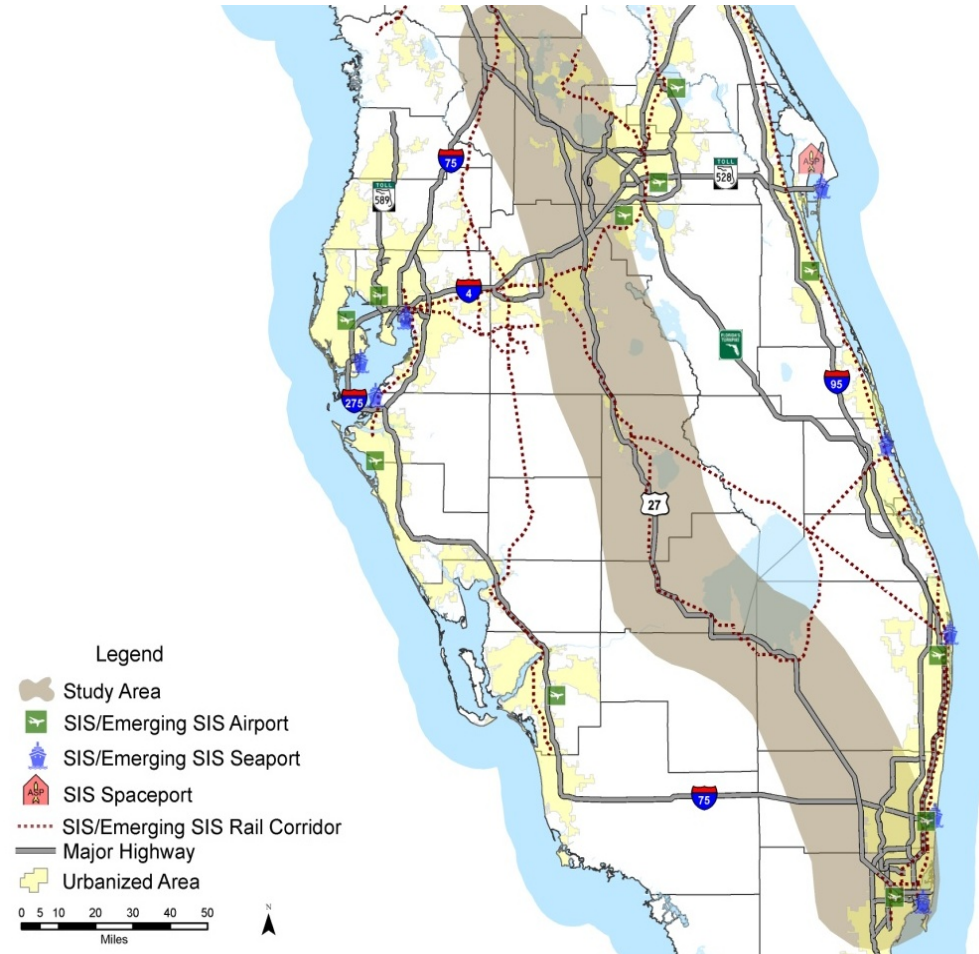 ASP
TOLL
528
75
TOLL
589
4
FLORIDA'S
TURNPIKE
95
275
27
75
Legend
Study Area
SIS/Emerging SIS Airport
SIS/Emerging SIS Seaport
ASP
SIS Spaceport
SIS/Emerging SIS Rail Corridor
Major Highway
Urbanized Area
0 5 10 20 30 40 50
Miles
N